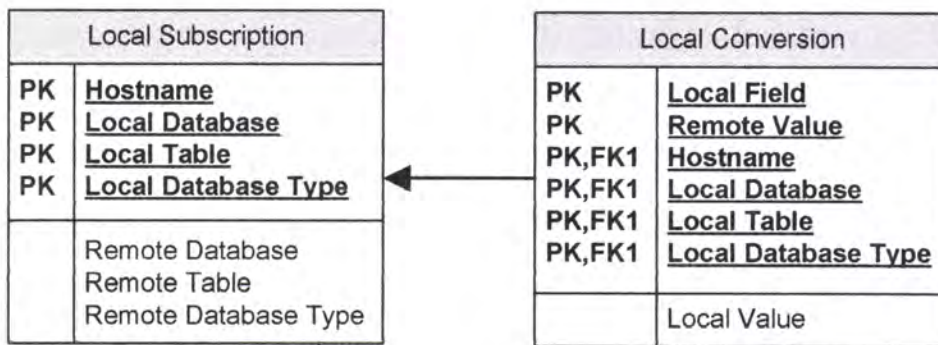 Local Subscription
PK Hostname
PK Local Database
PK Local Table
PK Local Database Type
Remote Database
Remote Table
Remote Database Type
Local Conversion
PK Local Field
PK Remote Value
PK,FK1 Hostname
PK,FK1 Local Database
PK,FK1 Local Table
PK,FK1 Local Database Type
Local Value